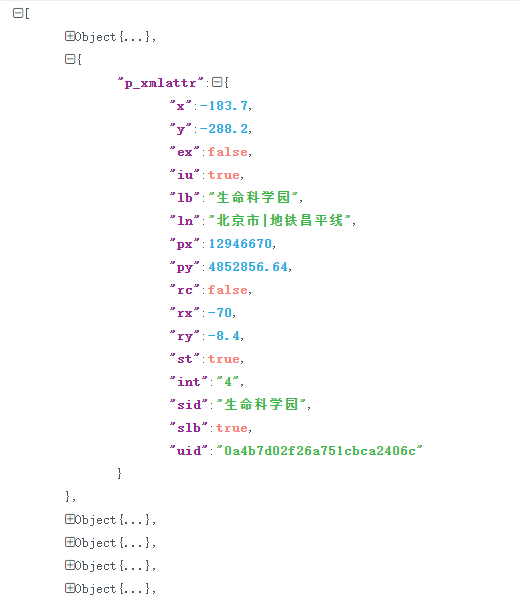 [
Object{...},
{
"p_xmlattr":{
"x":-183.7,
"y":-288.2,
"ex":false,
"iu":true,
"lb":"生命科学园",
"ln":"北京市|地铁昌平线",
"px":12946670,
"py":4852856.64,
"rc":false,
"rx":-70,
"ry":-8.4,
"st":true,
"int":"4",
"sid":"生命科学园",
"slb":true,
"uid":"0a4b7d02f26a751cbca2406c"
}
},
Object{...},
Object{...},
Object{...},
Object{...},